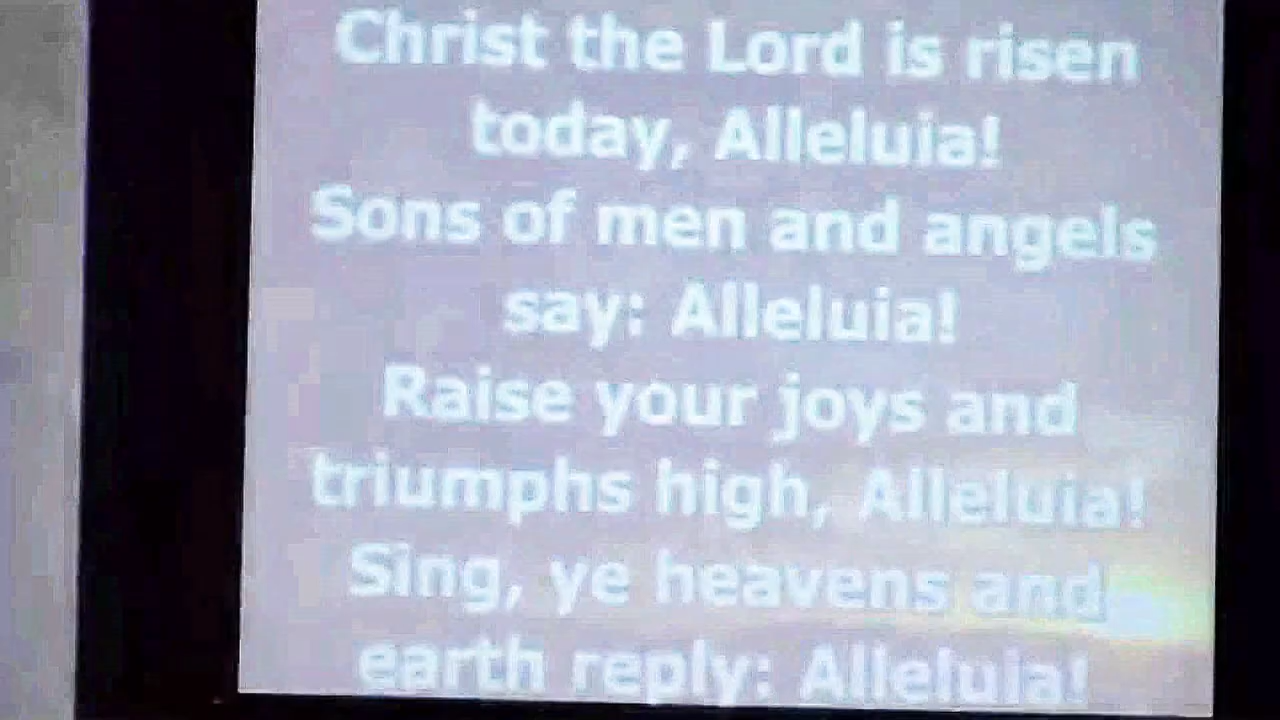 Christ the Lord is risen
today, Alleluia!
Sons of men and angels
say: Alleluia!
Raise your joys and
triumphs high, Alleluia!
Sing, ye heavens and
earth reply: Alleluia!